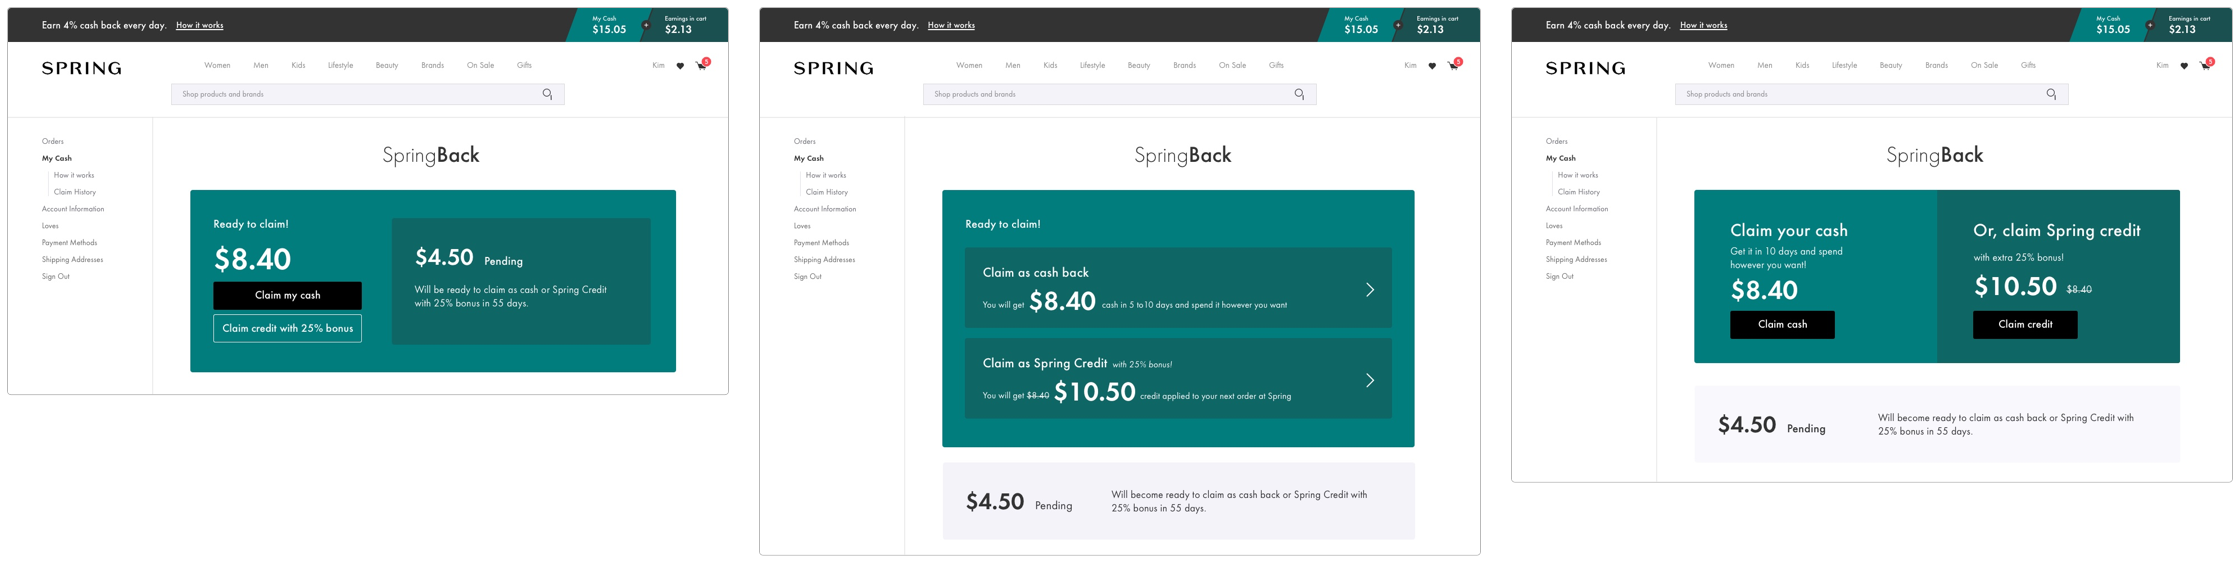 Earn 4% cash back every day. How it works
My Cash
$15.05
+
Earnings in cart
$2.13
SPRING
Women Men Kids Lifestyle Beauty Brands On Sale Gifts
Kim
5
Shop products and brands
Orders
My Cash
How it works
Claim History
Account Information
Loves
Payment Methods
Shipping Addresses
Sign Out
SpringBack
Ready to claim!
$8.40
Claim my cash
Claim credit with 25% bonus
$4.50 Pending
Will be ready to claim as cash or Spring Credit
with 25% bonus in 55 days.
Earn 4% cash back every day. How it works
My Cash
$15.05
+
Earnings in cart
$2.13
SPRING
Women Men Kids Lifestyle Beauty Brands On Sale Gifts
Kim
5
Shop products and brands
Orders
My Cash
How it works
Claim History
Account Information
Loves
Payment Methods
Shipping Addresses
Sign Out
SpringBack
Ready to claim!
Claim as cash back
You will get $8.40 cash in 5 to10 days and spend it however you want
Claim as Spring Credit with 25% bonus!
You will get $8.40 $10.50 credit applied to your next order at Spring
$4.50 Pending
Will become ready to claim as cash back or Spring Credit with
25% bonus in 55 days.
Earn 4% cash back every day. How it works
My Cash
$15.05
+
Earnings in cart
$2.13
SPRING
Women Men Kids Lifestyle Beauty Brands On Sale Gifts
Kim
5
Shop products and brands
Orders
My Cash
How it works
Claim History
Account Information
Loves
Payment Methods
Shipping Addresses
Sign Out
SpringBack
Claim your cash
Get it in 10 days and spend
however you want!
$8.40
Claim cash
Or, claim Spring credit
with extra 25% bonus!
$10.50 $8.40
Claim credit
$4.50 Pending
Will become ready to claim as cash back or Spring Credit with
25% bonus in 55 days.